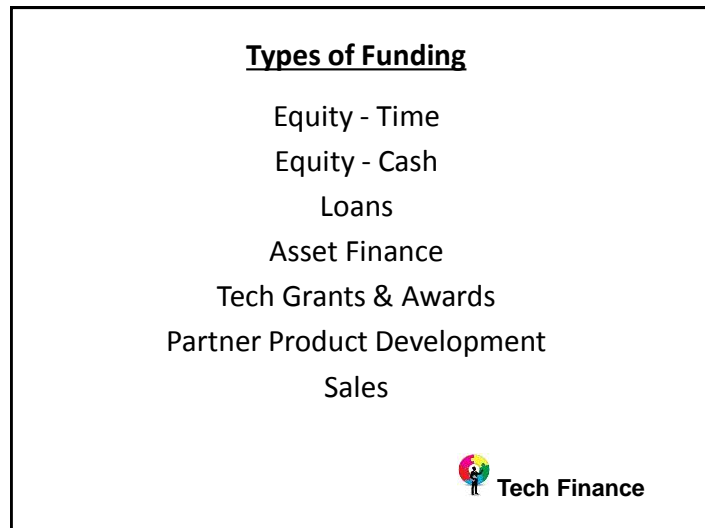 Types of Funding
Equity - Time
Equity - Cash
Loans
Asset Finance
Tech Grants & Awards
Partner Product Development
Sales
Tech Finance